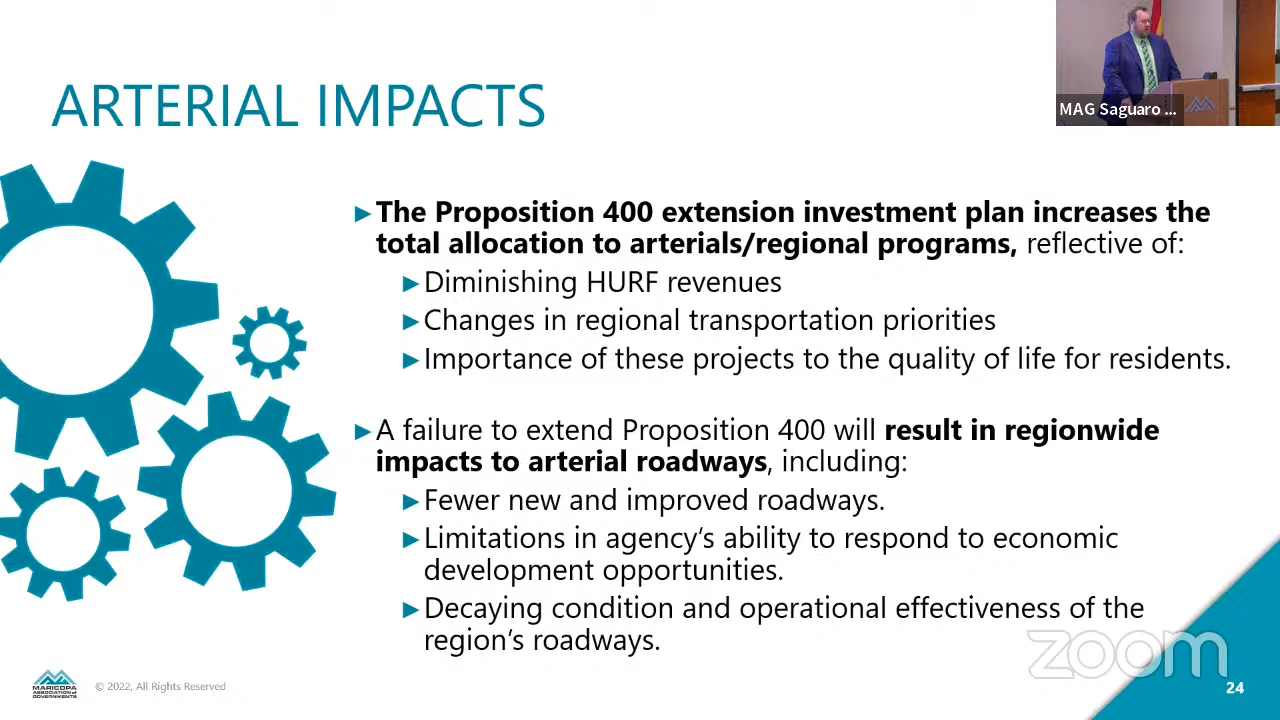 MAG Saguaro ...
ARTERIAL IMPACTS
►The Proposition 400 extension investment plan increases the
total allocation to arterials/regional programs, reflective of:
►Diminishing HURF revenues
►Changes in regional transportation priorities
►Importance of these projects to the quality of life for residents.
►A failure to extend Proposition 400 will result in regionwide
impacts to arterial roadways, including:
►Fewer new and improved roadways.
►Limitations in agency’s ability to respond to economic
development opportunities.
►Decaying condition and operational effectiveness of the
region’s roadways.
zoom
MARICOPA
ASSOCIATION of
GOVERNMENTS
© 2022, All Rights Reserved
24